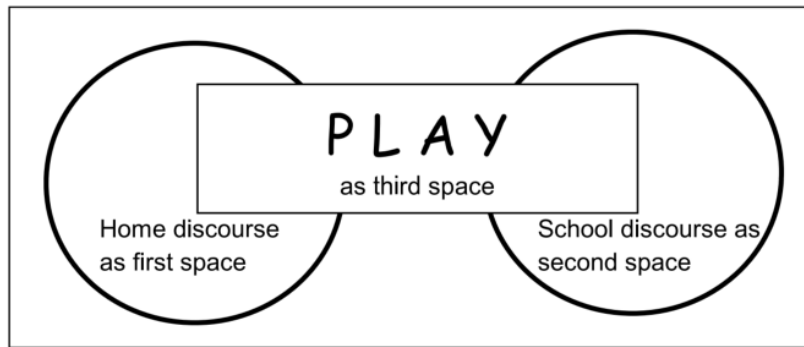 PLAY
as third space
Home discourse
as first space
School discourse as
second space